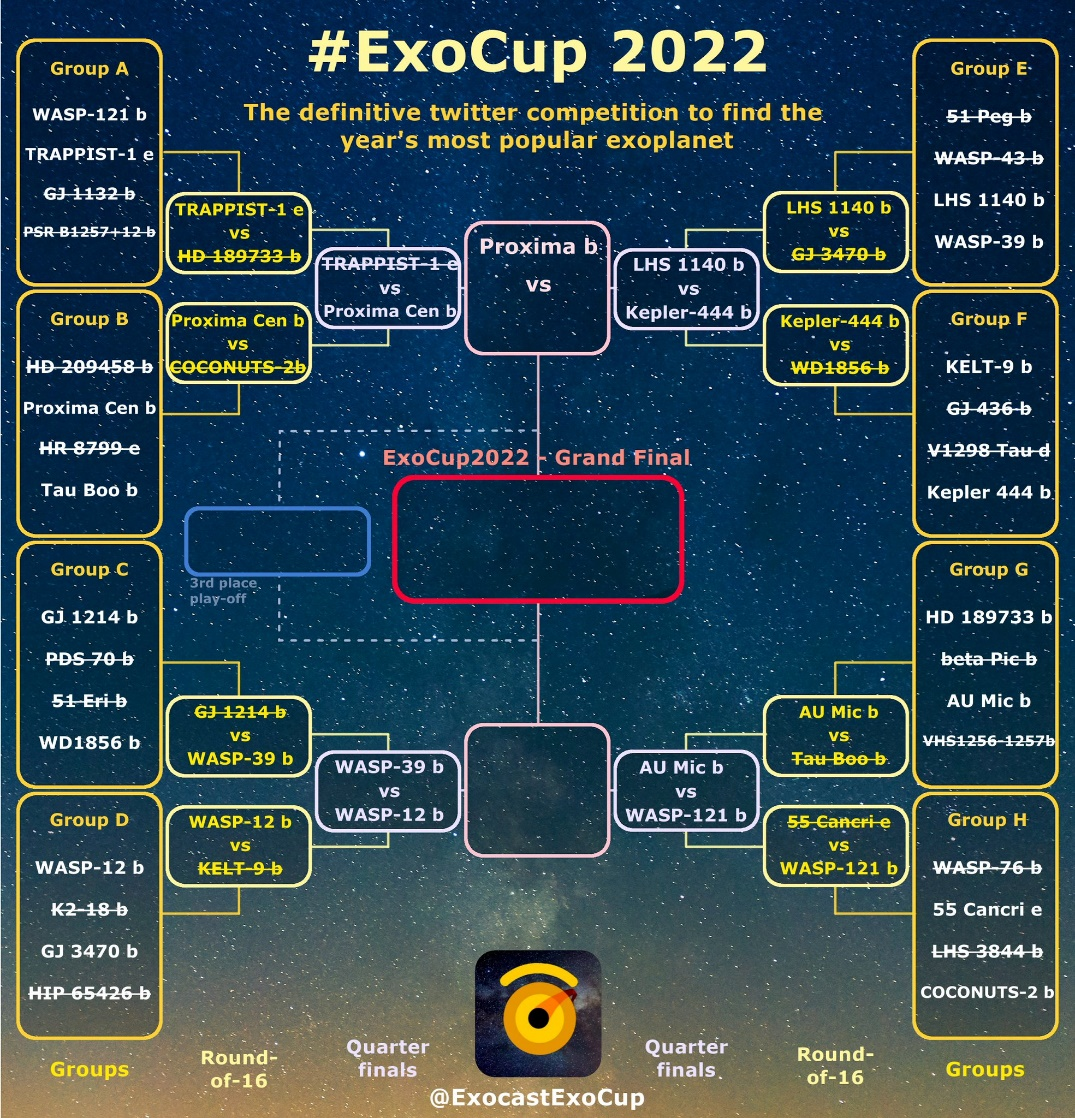 #ExoCup 2022
The definitive twitter competition to find the
year's most popular exoplanet
Group A
WASP-121 b
TRAPPIST-1 e
GJ 1132 b
PSR B1257+12 b
Group B
HD 209458 b
Proxima Cen b
HR 8799 e
Tau Boo b
Group C
GJ 1214 b
PDS 70 b
51 Eri b
WD1856 b
Group D
WASP-12 b
K2-18 b
GJ 3470 b
HIP 65426 b
TRAPPIST-1 e
vs
HD 189733 b
Proxima Cen b
vs
COCONUTS-2b
GJ 1214 b
vs
WASP-39 b
WASP-12 b
vs
KELT-9 b
TRAPPIST-1 e
vs
Proxima Cen b
WASP-39 b
vs
WASP-12 b
Proxima b
vs
ExoCup2022 - Grand Final
3rd place
play-off
LHS 1140 b
vs
Kepler-444 b
AU Mic b
vs
WASP-121 b
LHS 1140 b
vs
GJ 3470 b
Kepler-444 b
vs
WD1856 b
AU Mic b
vs
Tau Boo b
55 Cancri e
vs
WASP-121 b
Group E
51 Peg b
WASP-43 b
LHS 1140 b
WASP-39 b
Group F
KELT-9 b
GJ 436 b
V1298 Tau d
Kepler 444 b
Group G
HD 189733 b
beta Pic b
AU Mic b
VHS1256-1257b
Group H
WASP-76 b
55 Cancri e
LHS 3844 b
COCONUTS-2 b
Groups
Round-
of-16
Quarter
finals
Quarter
finals
Round-
of-16
Groups
@ExocastExoCup